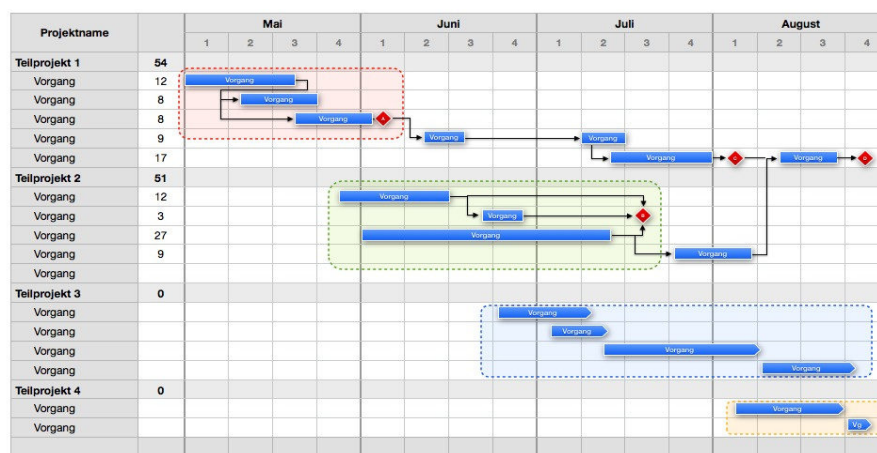 Projektname Mai Juni Juli August
1 2 3 4 1 2 3 4 1 2 3 4 1 2 3 4
Teilprojekt 1 54
Vorgang 12 Vorgang
Vorgang 8 Vorgang
Vorgang 8 Vorgang A
Vorgang 9 Vorgang Vorgang
Vorgang 17 Vorgang C Vorgang D
Teilprojekt 2 51
Vorgang 12 Vorgang
Vorgang 3 Vorgang B
Vorgang 27 Vorgang
Vorgang 9 Vorgang
Vorgang
Teilprojekt 3 0
Vorgang Vorgang
Vorgang Vorgang
Vorgang Vorgang
Vorgang Vorgang
Teilprojekt 4 0
Vorgang Vorgang
Vorgang Vg